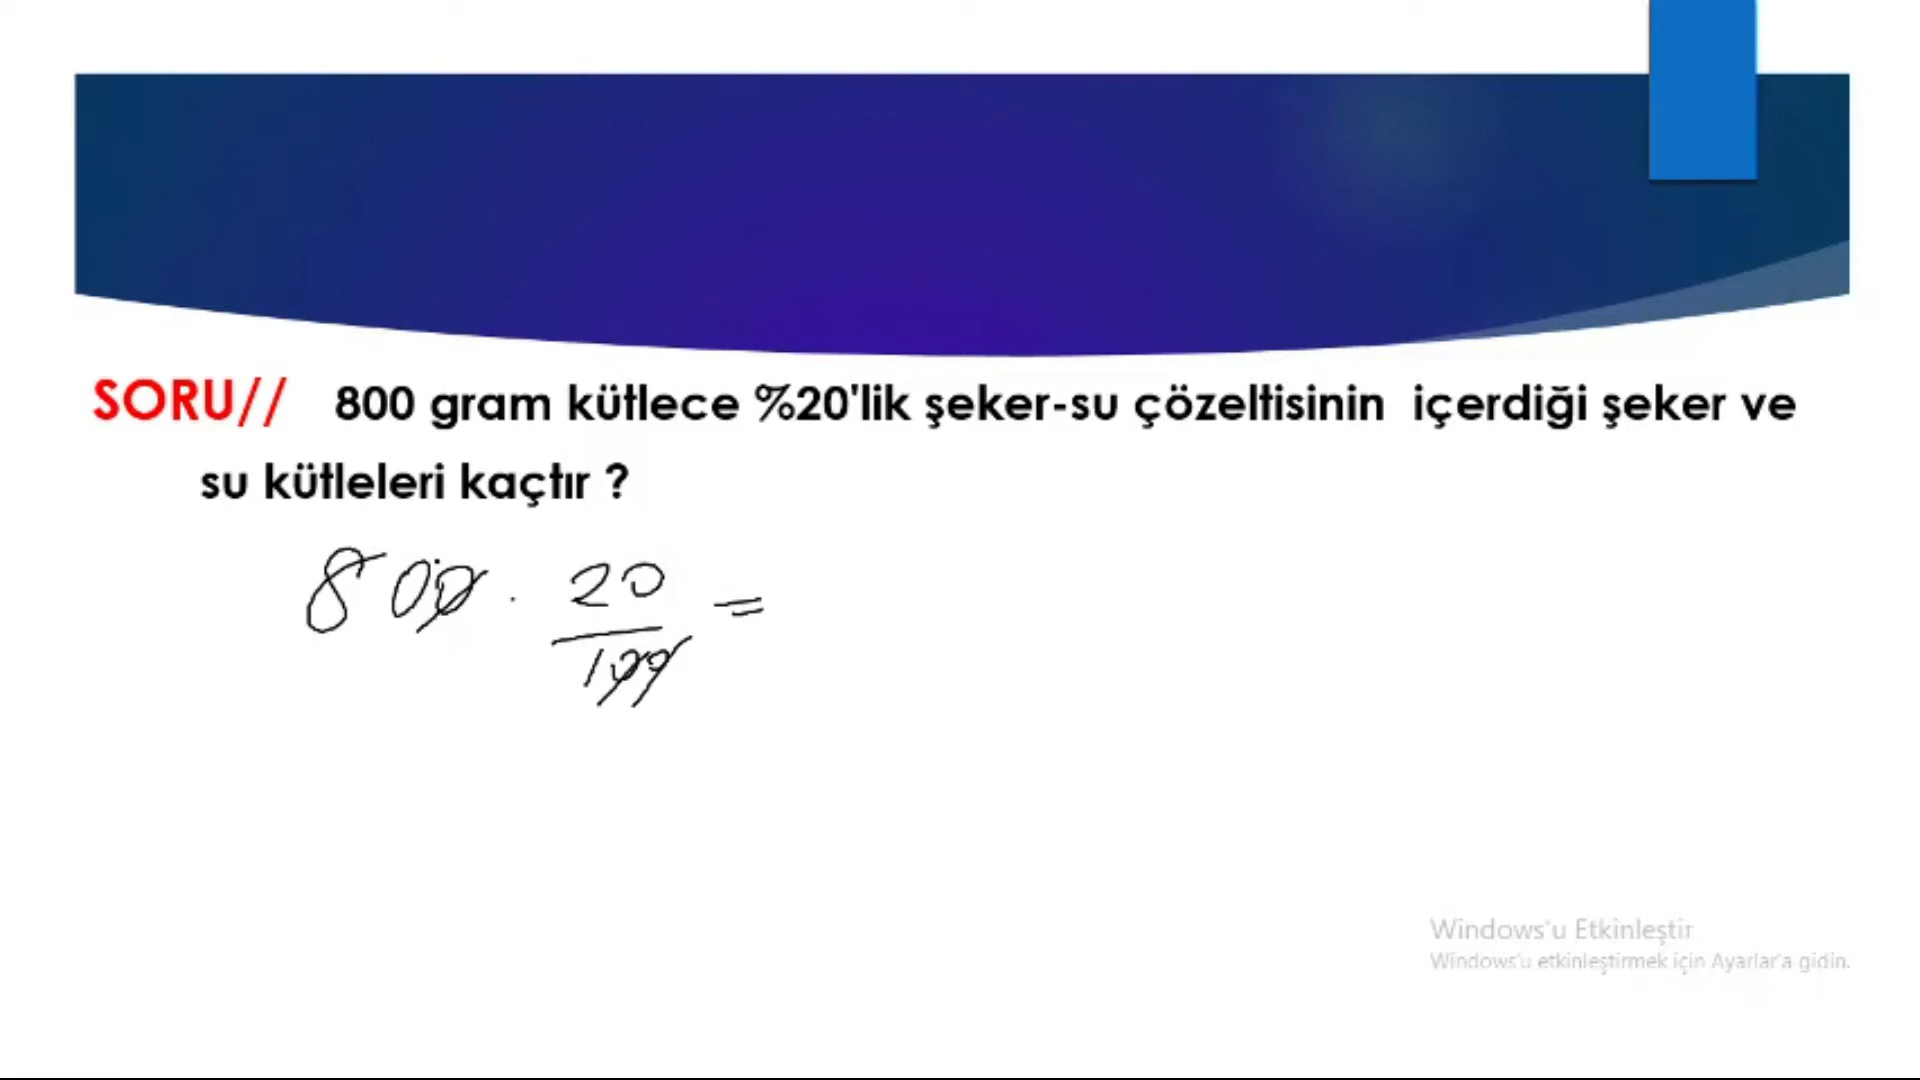 SORU// 800 gram kütlece %20'lik şeker-su çözeltisinin içerdiği şeker ve
su kütleleri kaçtır ?
800 . 20 =
100
Windows'u Etkinleştir
Windows'u etkinleştirmek için Ayarlar'a gidin.